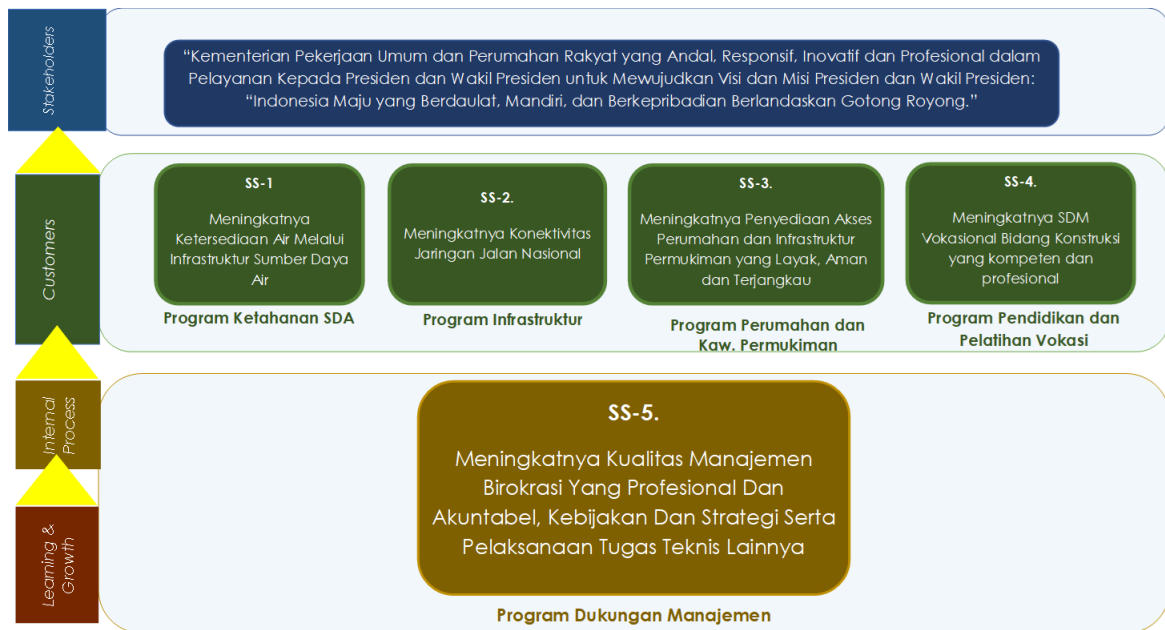 Stakeholders
“Kementerian Pekerjaan Umum dan Perumahan Rakyat yang Andal, Responsif, Inovatif dan Profesional dalam
Pelayanan Kepada Presiden dan Wakil Presiden untuk Mewujudkan Visi dan Misi Presiden dan Wakil Presiden:
“Indonesia Maju yang Berdaulat, Mandiri, dan Berkepribadian Berlandaskan Gotong Royong.”
Customers
SS-1
Meningkatnya
Ketersediaan Air Melalui
Infrastruktur Sumber Daya
Air
Program Ketahanan SDA
SS-2.
Meningkatnya Konektivitas
Jaringan Jalan Nasional
Program Infrastruktur
SS-3.
Meningkatnya Penyediaan Akses
Perumahan dan Infrastruktur
Permukiman yang Layak, Aman
dan Terjangkau
Program Perumahan dan
Kaw. Permukiman
SS-4.
Meningkatnya SDM
Vokasional Bidang Konstruksi
yang kompeten dan
profesional
Program Pendidikan dan
Pelatihan Vokasi
Internal
Process
Learning &
Growth
SS-5.
Meningkatnya Kualitas Manajemen
Birokrasi Yang Profesional Dan
Akuntabel, Kebijakan Dan Strategi Serta
Pelaksanaan Tugas Teknis Lainnya
Program Dukungan Manajemen